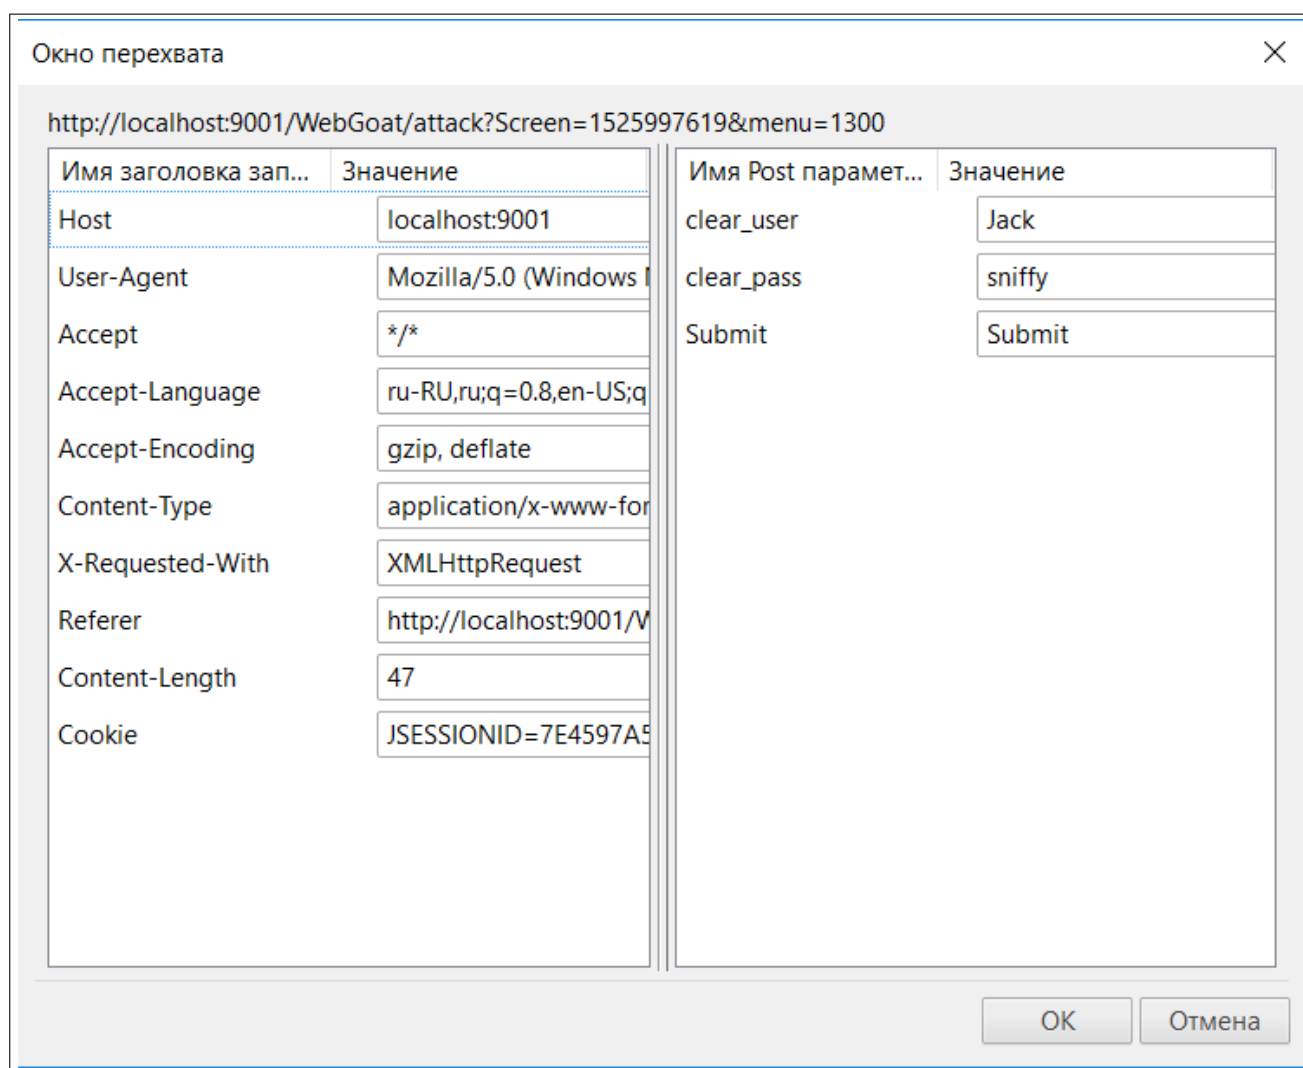 Окно перехвата
http://localhost:9001/WebGoat/attack?Screen=1525997619&menu=1300
Имя заголовка зап... Значение
Host localhost:9001
User-Agent Mozilla/5.0 (Windows
Accept */*
Accept-Language ru-RU,ru;q=0.8,en-US;q
Accept-Encoding gzip, deflate
Content-Type application/x-www-for
X-Requested-With XMLHttpRequest
Referer http://localhost:9001/W
Content-Length 47
Cookie JSESSIONID=7E4597A5
Имя Post парамет... Значение
clear_user Jack
clear_pass sniffy
Submit Submit
OK Отмена